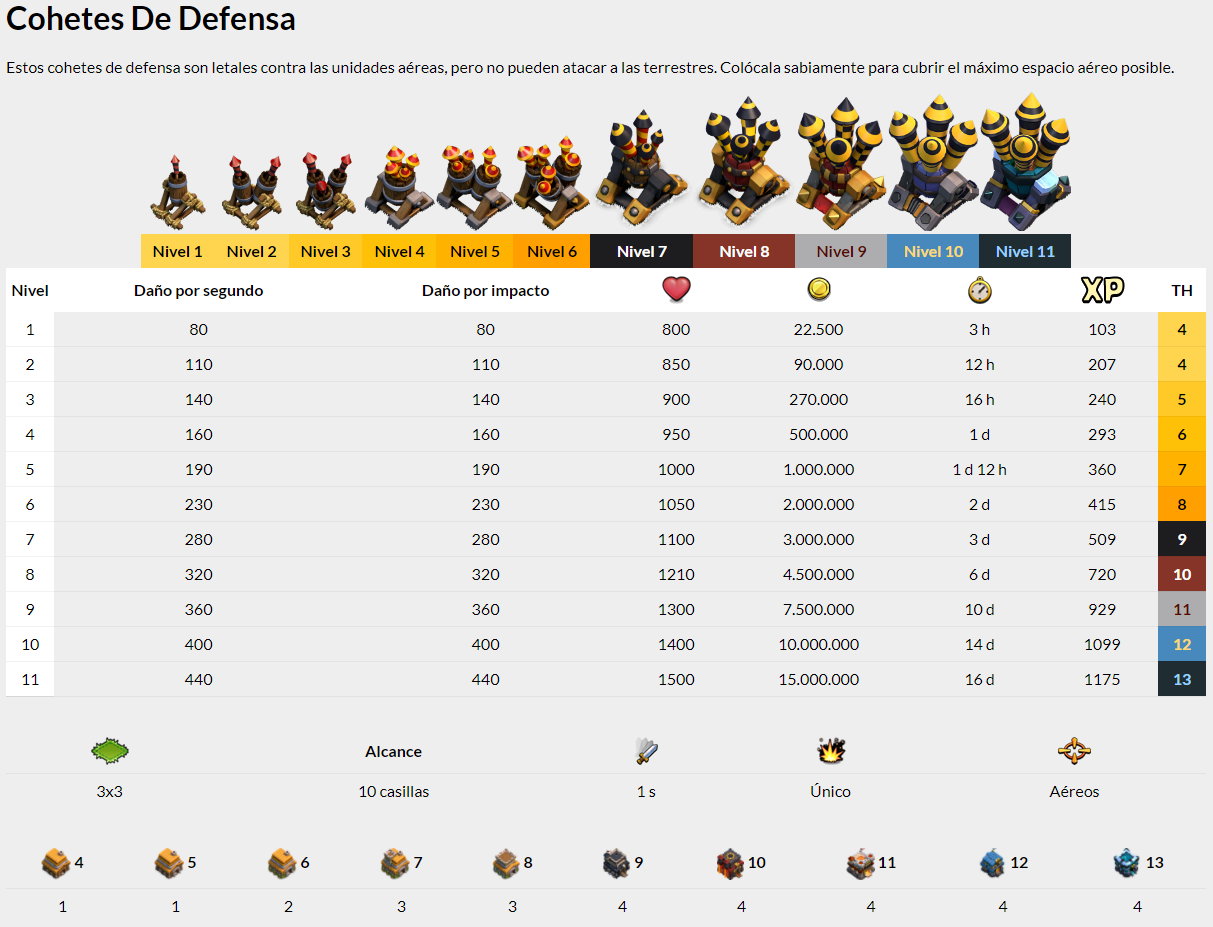 Cohetes De Defensa
Estos cohetes de defensa son letales contra las unidades aéreas, pero no pueden atacar a las terrestres. Colócala sabiamente para cubrir el máximo espacio aéreo posible.
Nivel 1 Nivel 2 Nivel 3 Nivel 4 Nivel 5 Nivel 6 Nivel 7 Nivel 8 Nivel 9 Nivel 10 Nivel 11
Nivel Daño por segundo Daño por impacto XP TH
1 80 80 800 22.500 3 h 103 4
2 110 110 850 90.000 12 h 207 4
3 140 140 900 270.000 16 h 240 5
4 160 160 950 500.000 1 d 293 6
5 190 190 1000 1.000.000 1 d 12 h 360 7
6 230 230 1050 2.000.000 2 d 415 8
7 280 280 1100 3.000.000 3 d 509 9
8 320 320 1210 4.500.000 6 d 720 10
9 360 360 1300 7.500.000 10 d 929 11
10 400 400 1400 10.000.000 14 d 1099 12
11 440 440 1500 15.000.000 16 d 1175 13
Alcance
3x3 10 casillas 1 s Único Aéreos
4 5 6 7 8 9 10 11 12 13
1 1 2 3 3 4 4 4 4 4